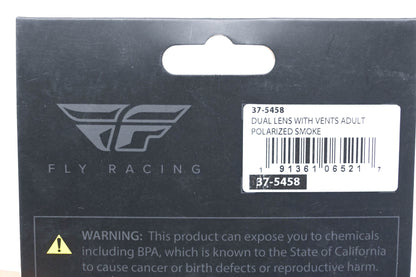 37-5458
DUAL LENS WITH VENTS ADULT
POLARIZED SMOKE
1 91361 06521 7
37-5458
FLY RACING
WARNING: This product can expose you to chemicals
including BPA, which is known to the State of California
to cause cancer or birth defects or reproductive harm.